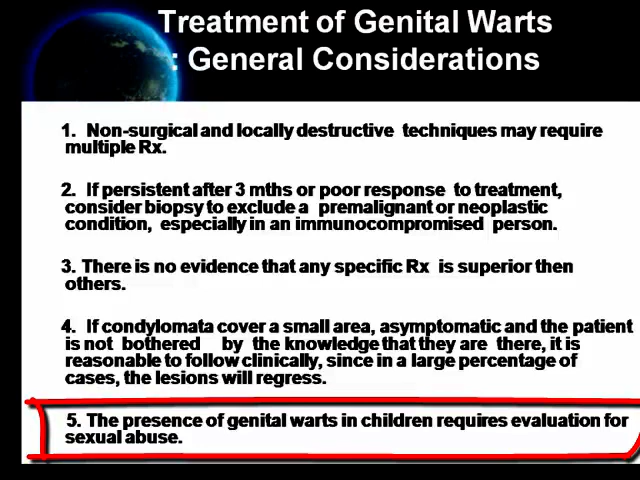 Treatment of Genital Warts
: General Considerations
1. Non-surgical and locally destructive techniques may require
multiple Rx.
2. If persistent after 3 mths or poor response to treatment,
consider biopsy to exclude a premalignant or neoplastic
condition, especially in an immunocompromised person.
3. There is no evidence that any specific Rx is superior then
others.
4. If condylomata cover a small area, asymptomatic and the patient
is not bothered by the knowledge that they are there, it is
reasonable to follow clinically, since in a large percentage of
cases, the lesions will regress.
5. The presence of genital warts in children requires evaluation for
sexual abuse.